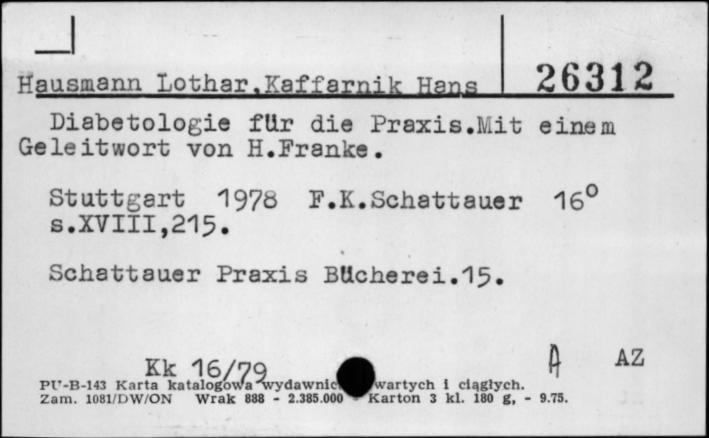 Hausmann Lothar,Kaffarnik Hans 26312
Diabetologie für die Praxis.Mit einem
Geleitwort von H.Franke.
Stuttgart 1978 F.K.Schattauer 16º
s.XVIII,215.
Schattauer Praxis Bücherei.15.
Kk 16/79 A AZ
PU-B-143 Karta katalogowa wydawnic wartych i ciągłych.
Zam. 1081/DW/ON Wrak 888 - 2.385.000 Karton 3 kl. 180 g, - 9.75.